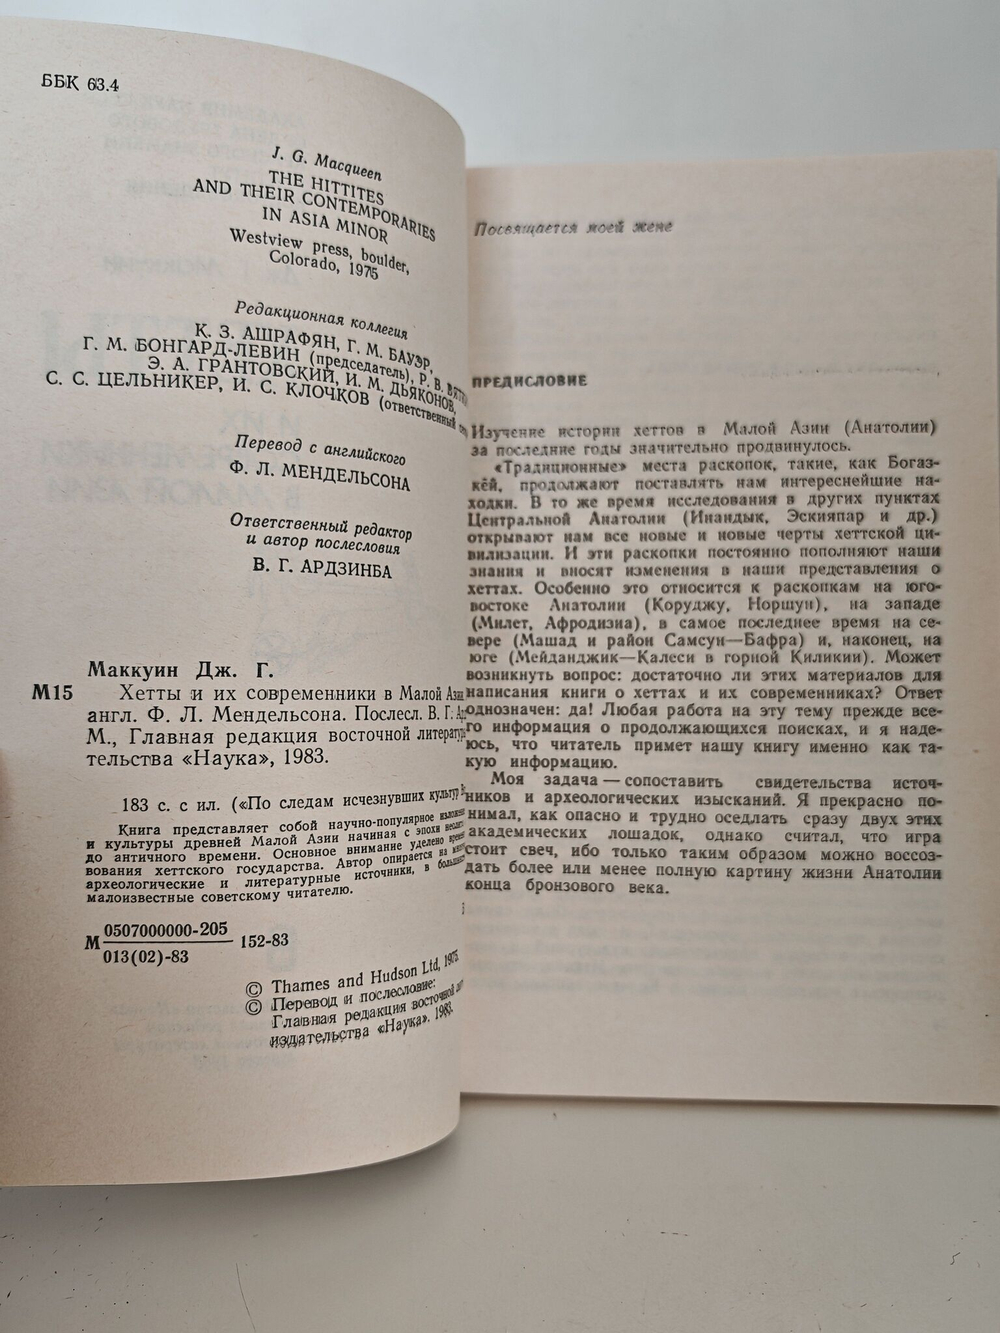 ББК 63.4
J. G. Macqueen
THE HITTITES
AND THEIR CONTEMPORARIES
IN ASIA MINOR
Westview press, boulder,
Colorado, 1975
Редакционная коллегия
К. З. АШРАФЯН, Г. М. БАУЭР,
Г. М. БОНГАРД-ЛЕВИН (председатель), Р. В.
Э. А. ГРАНТОВСКИЙ, И. М. ДЬЯКОНОВ,
С. С. ЦЕЛЬНИКЕР, И. С. КЛОЧКОВ (ответственный
Перевод с английского
Ф. Л. МЕНДЕЛЬСОНА
Ответственный редактор
и автор послесловия
В. Г. АРДЗИНБА
Маккуин Дж. Г.
М15 Хетты и их современники в Малой
англ. Ф. Л. Мендельсона. Послесл. В. Г.
М., Главная редакция восточной
тельства «Наука», 1983.
183 с. с ил. («По следам исчезнувших культур
Книга представляет собой научно-популярное
и культуры древней Малой Азии начиная с эпохи
до античного времени. Основное внимание уделено
вования хеттского государства. Автор опирается на
археологические и литературные источники, в
малоизвестные советскому читателю.
М 0507000000-205
013(02)-83 152-83
© Thames and Hudson Ltd, 1975.
© Перевод и послесловие:
Главная редакция восточной
издательства «Наука», 1983.
Посвящается моей жене
ПРЕДИСЛОВИЕ
Изучение истории хеттов в Малой Азии (Анатолии)
за последние годы значительно продвинулось.
«Традиционные» места раскопок, такие, как Богаз-
кёй, продолжают поставлять нам интереснейшие на-
ходки. В то же время исследования в других пунктах
Центральной Анатолии (Инандык, Эскияпар и др.)
открывают нам все новые и новые черты хеттской ци-
вилизации. И эти раскопки постоянно пополняют наши
знания и вносят изменения в наши представления о
хеттах. Особенно это относится к раскопкам на юго-
востоке Анатолии (Коруджу, Норшун), на западе
(Милет, Афродизиа), в самое последнее время на се-
вере (Машад и район Самсун—Бафра) и, наконец, на
юге (Мейданджик—Калеси в горной Киликии). Может
возникнуть вопрос: достаточно ли этих материалов для
написания книги о хеттах и их современниках? Ответ
однозначен: да! Любая работа на эту тему прежде все-
го информация о продолжающихся поисках, и я наде-
юсь, что читатель примет нашу книгу именно как та-
кую информацию.
Моя задача — сопоставить свидетельства источ-
ников и археологических изысканий. Я прекрасно по-
нимал, как опасно и трудно оседлать сразу двух этих
академических лошадок, однако считал, что игра
стоит свеч, ибо только таким образом можно воссоз-
дать более или менее полную картину жизни Анатолии
конца бронзового века.